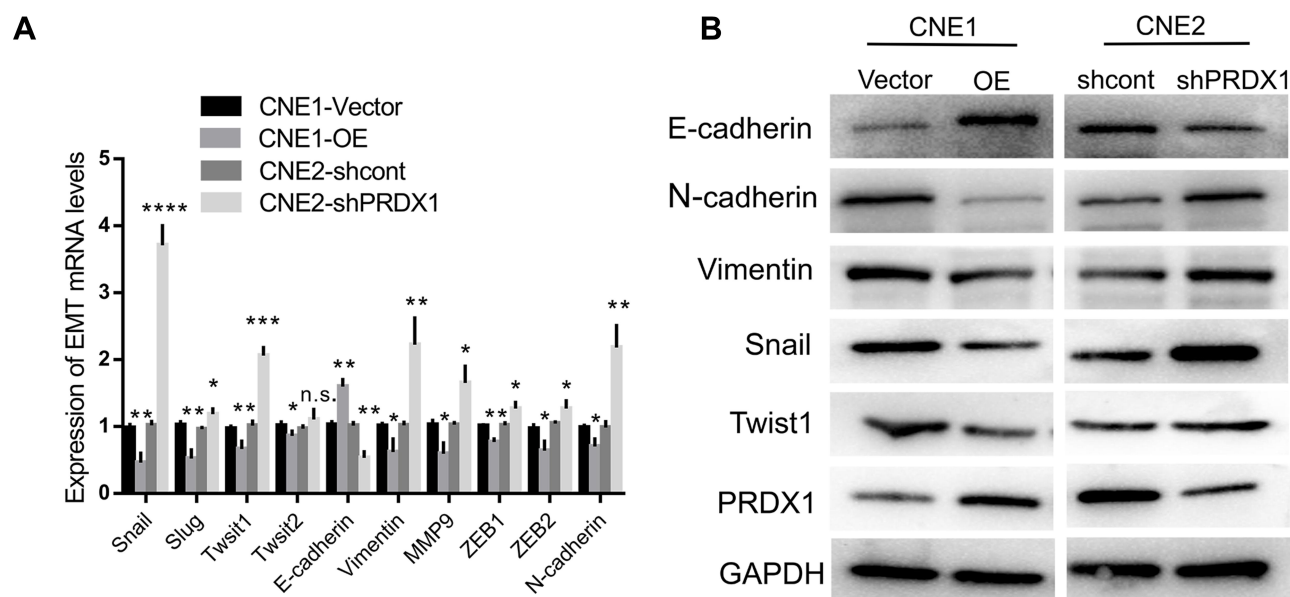 A
CNE1-Vector
CNE1-OE
CNE2-shcont
CNE2-shPRDX1
Expression of EMT mRNA levels
5
4
3
2
1
0
****
** ** * *** ** * n.s. ** ** * ** * * ** * * * * **
Snail
Slug
Twsit1
Twsit2
E-cadherin
Vimentin
MMP9
ZEB1
ZEB2
N-cadherin
B
CNE1 CNE2
Vector OE shcont shPRDX1
E-cadherin
N-cadherin
Vimentin
Snail
Twist1
PRDX1
GAPDH